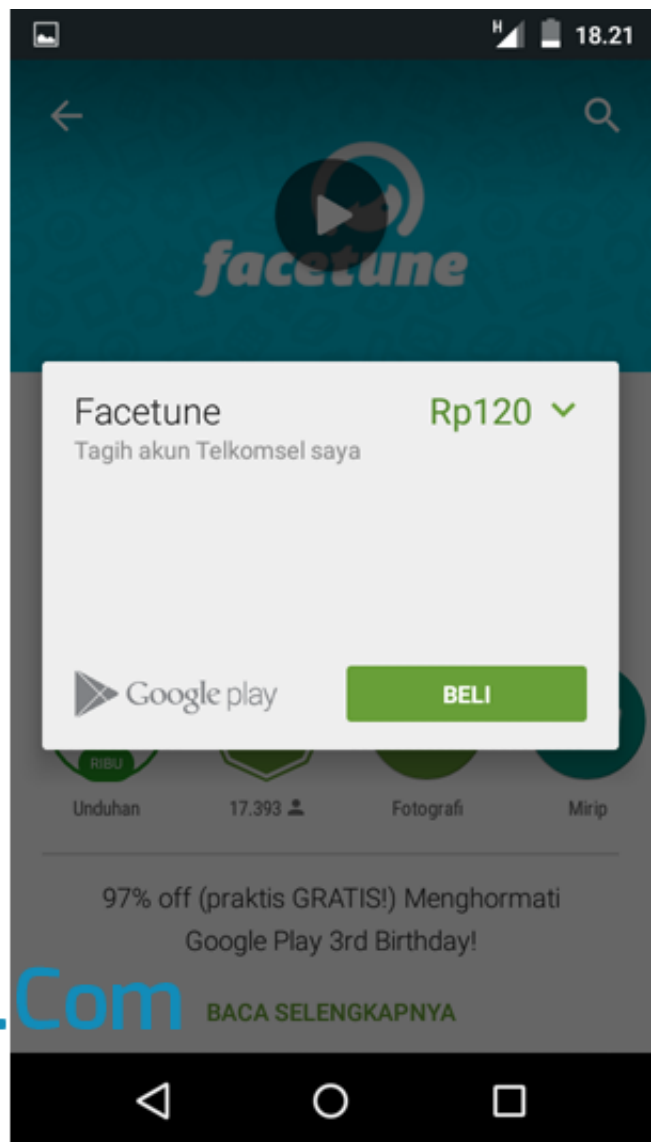 H 18.21
facetune
Facetune Rp120
Tagih akun Telkomsel saya
Google play BELI
RIBU
Unduhan 17.393 Fotografi Mirip
97% off (praktis GRATIS!) Menghormati
Google Play 3rd Birthday!
.Com
BACA SELENGKAPNYA